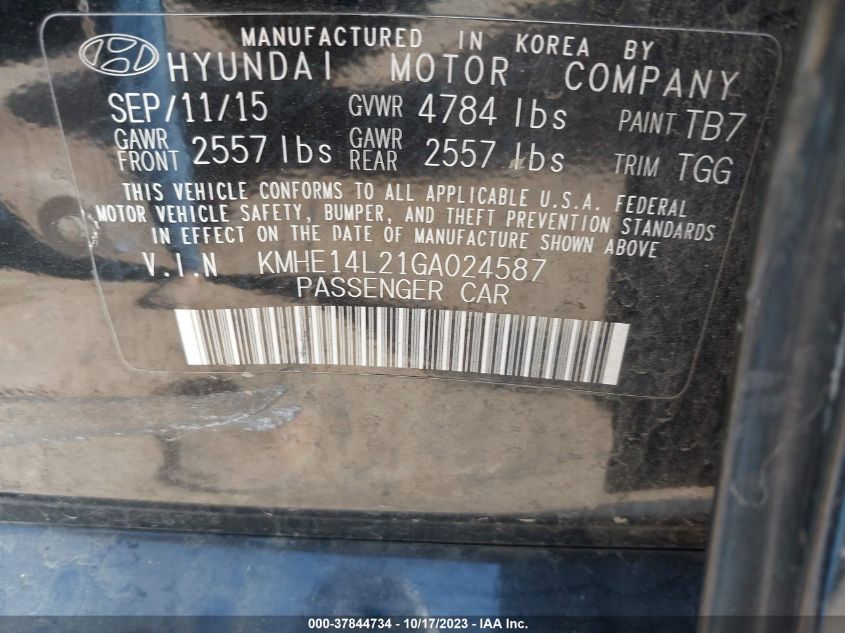 MANUFACTURED IN KOREA BY
HYUNDAI MOTOR COMPANY
SEP/11/15 GVWR 4784 lbs PAINT TB7
GAWR FRONT 2557 lbs GAWR REAR 2557 lbs TRIM TGG
THIS VEHICLE CONFORMS TO ALL APPLICABLE U.S.A. FEDERAL
MOTOR VEHICLE SAFETY, BUMPER, AND THEFT PREVENTION STANDARDS
IN EFFECT ON THE DATE OF MANUFACTURE SHOWN ABOVE
V.I.N KMHE14L21GA024587
PASSENGER CAR
000-37844734 - 10/17/2023 - IAA Inc.